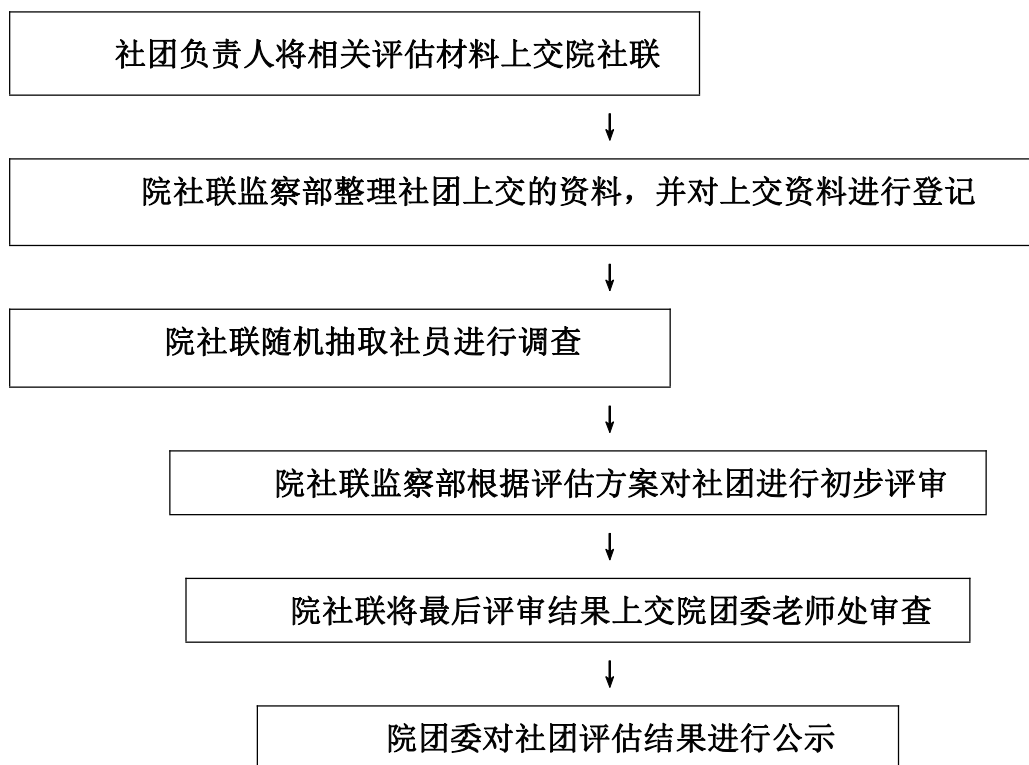 社团负责人将相关评估材料上交院社联
院社联监察部整理社团上交的资料，并对上交资料进行登记
院社联随机抽取社员进行调查
院社联监察部根据评估方案对社团进行初步评审
院社联将最后评审结果上交院团委老师处审查
院团委对社团评估结果进行公示